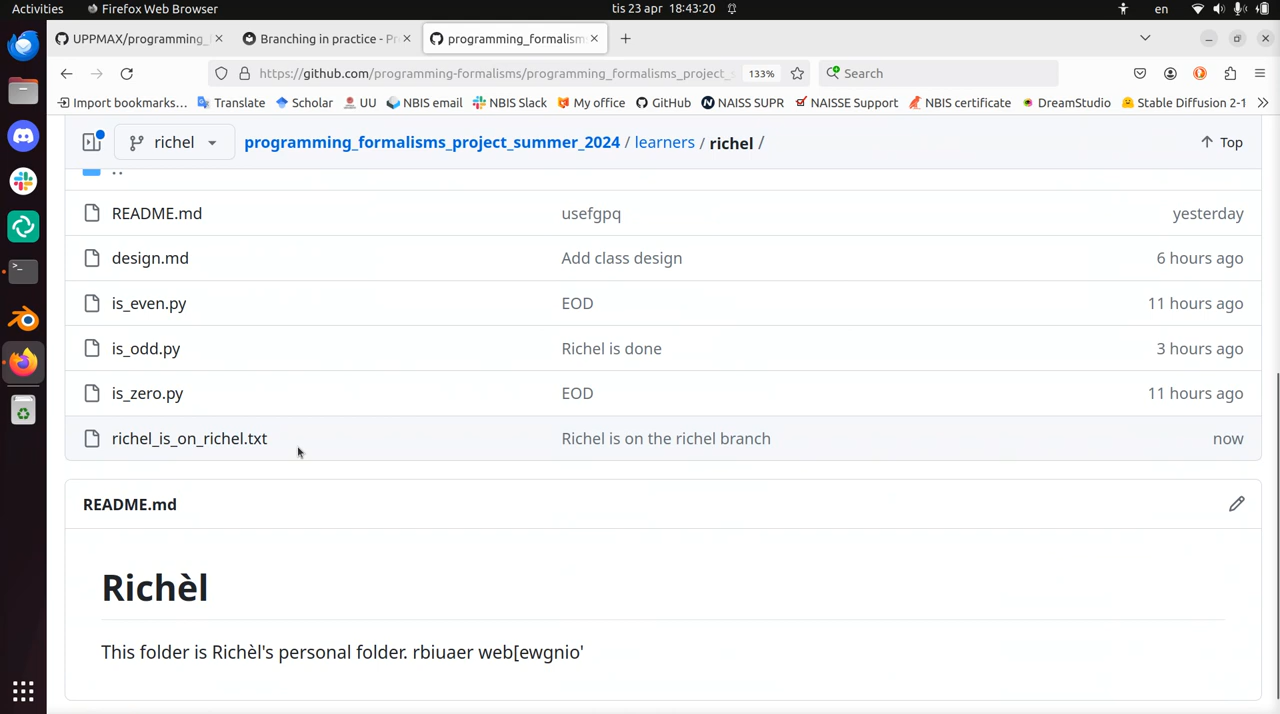 Activities Firefox Web Browser tis 23 apr 18:43:20 en
UPPMAX/programming_ Branching in practice - Pr programming_formalism
https://github.com/programming-formalisms/programming_formalisms_project_s 133% Search
Import bookmarks... Translate Scholar UU NBIS email NBIS Slack My office GitHub NAISS SUPR NAISSE Support NBIS certificate DreamStudio Stable Diffusion 2-1
richel programming_formalisms_project_summer_2024 / learners / richel / Top
..
README.md usefgpq yesterday
design.md Add class design 6 hours ago
is_even.py EOD 11 hours ago
is_odd.py Richel is done 3 hours ago
is_zero.py EOD 11 hours ago
richel_is_on_richel.txt Richel is on the richel branch now
README.md
Richèl
This folder is Richèl's personal folder. rbiuaer web[ewgnio'